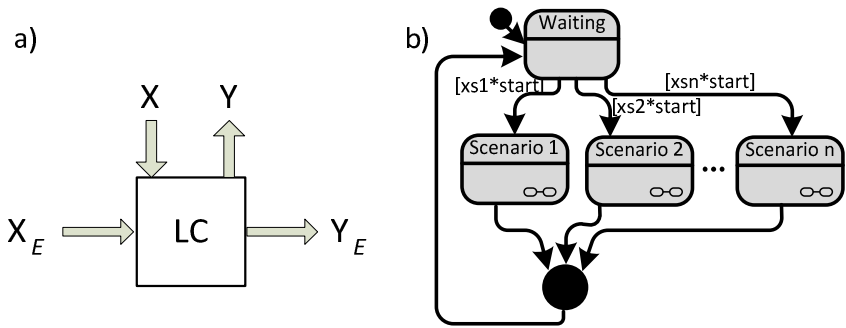 a)
X
Y
X E
LC
Y E
b)
Waiting
[xs1*start]
[xs2*start]
[xsn*start]
Scenario 1
Scenario 2
...
Scenario n